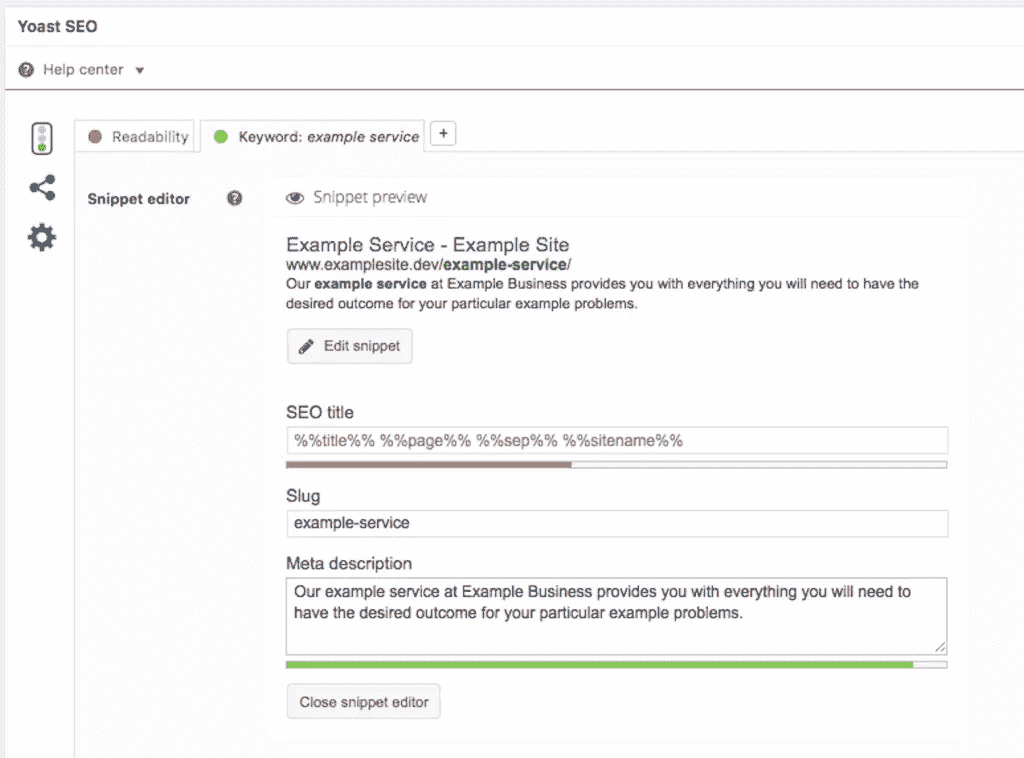 Yoast SEO
Help center
Readability
Keyword: example service
+
Snippet editor
Snippet preview
Example Service - Example Site
www.examplesite.dev/example-service/
Our example service at Example Business provides you with everything you will need to have the
desired outcome for your particular example problems.
Edit snippet
SEO title
%%title%% %%page%% %%sep%% %%sitename%%
Slug
example-service
Meta description
Our example service at Example Business provides you with everything you will need to
have the desired outcome for your particular example problems.
Close snippet editor